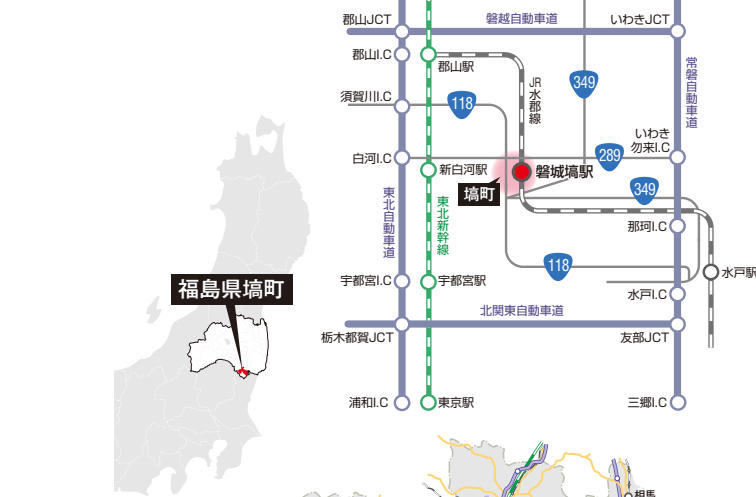 郡山JCT
磐越自動車道
いわきJCT
郡山I.C
郡山駅
349
JR水郡線
常磐自動車道
須賀川I.C
118
いわき
勿来I.C
白河I.C
289
新白河駅
磐城塙駅
塙町
349
東北自動車道
東北新幹線
那珂I.C
118
水戸駅
宇都宮I.C
宇都宮駅
水戸I.C
福島県塙町
北関東自動車道
栃木都賀JCT
友部JCT
浦和I.C
東京駅
三郷I.C
相馬